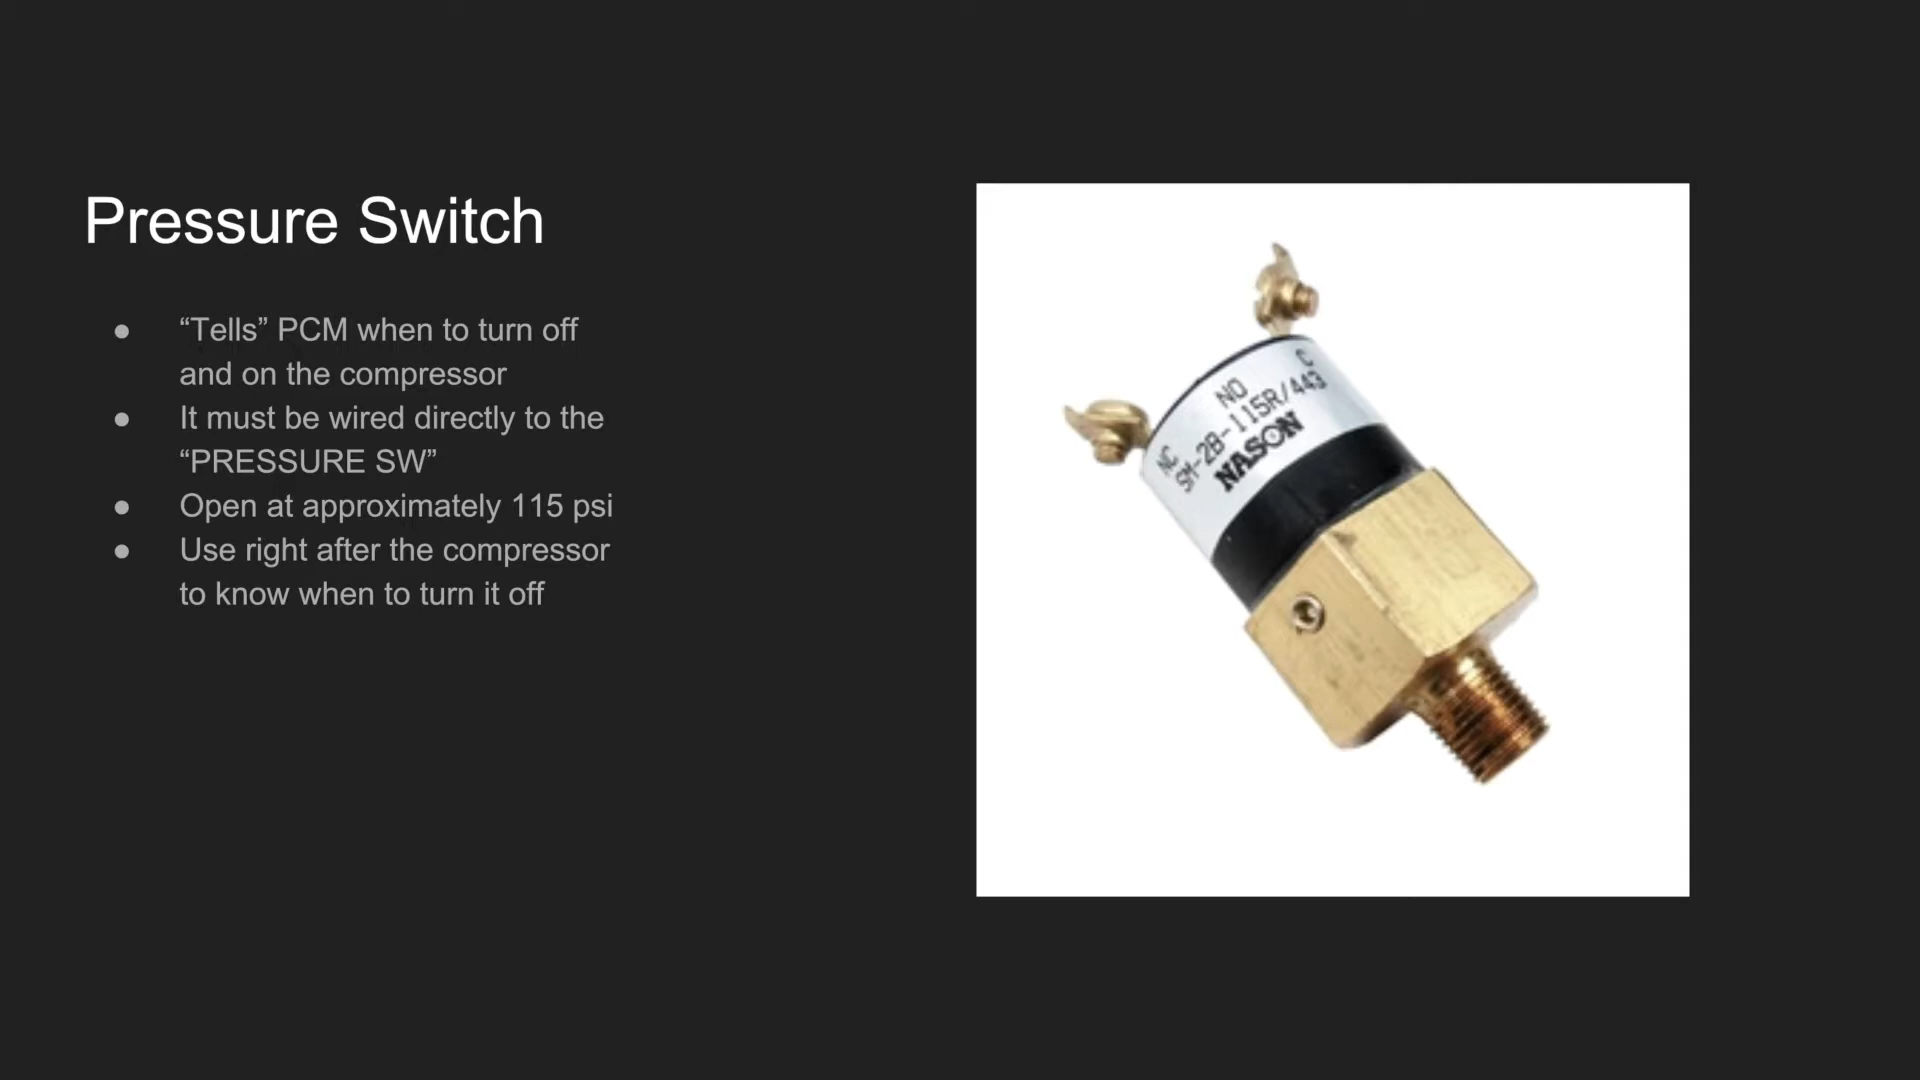 Pressure Switch
● “Tells” PCM when to turn off
and on the compressor
● It must be wired directly to the
“PRESSURE SW”
● Open at approximately 115 psi
● Use right after the compressor
to know when to turn it off
NC NO C
SM-2B-115R/443
NASON